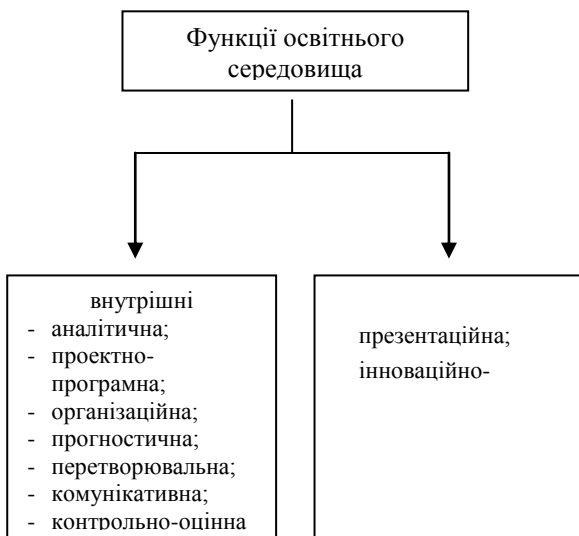 Функції освітнього
середовища
внутрішні
- аналітична;
- проектно-
програмна;
- організаційна;
- прогностична;
- перетворювальна;
- комунікативна;
- контрольно-оцінна
презентаційна;
інноваційно-